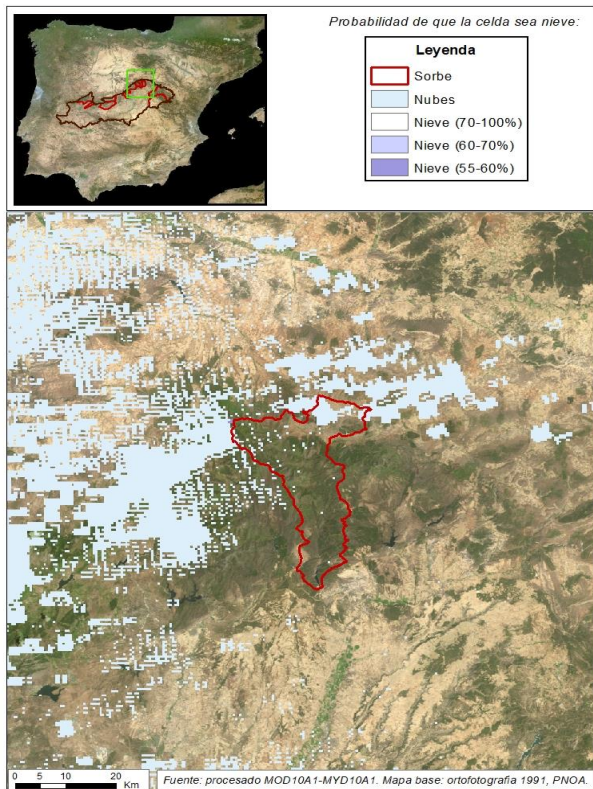 Probabilidad de que la celda sea nieve:
Leyenda
Sorbe
Nubes
Nieve (70-100%)
Nieve (60-70%)
Nieve (55-60%)
0 5 10 20
Km
Fuente: procesado MOD10A1-MYD10A1. Mapa base: ortofotografia 1991, PNOA.